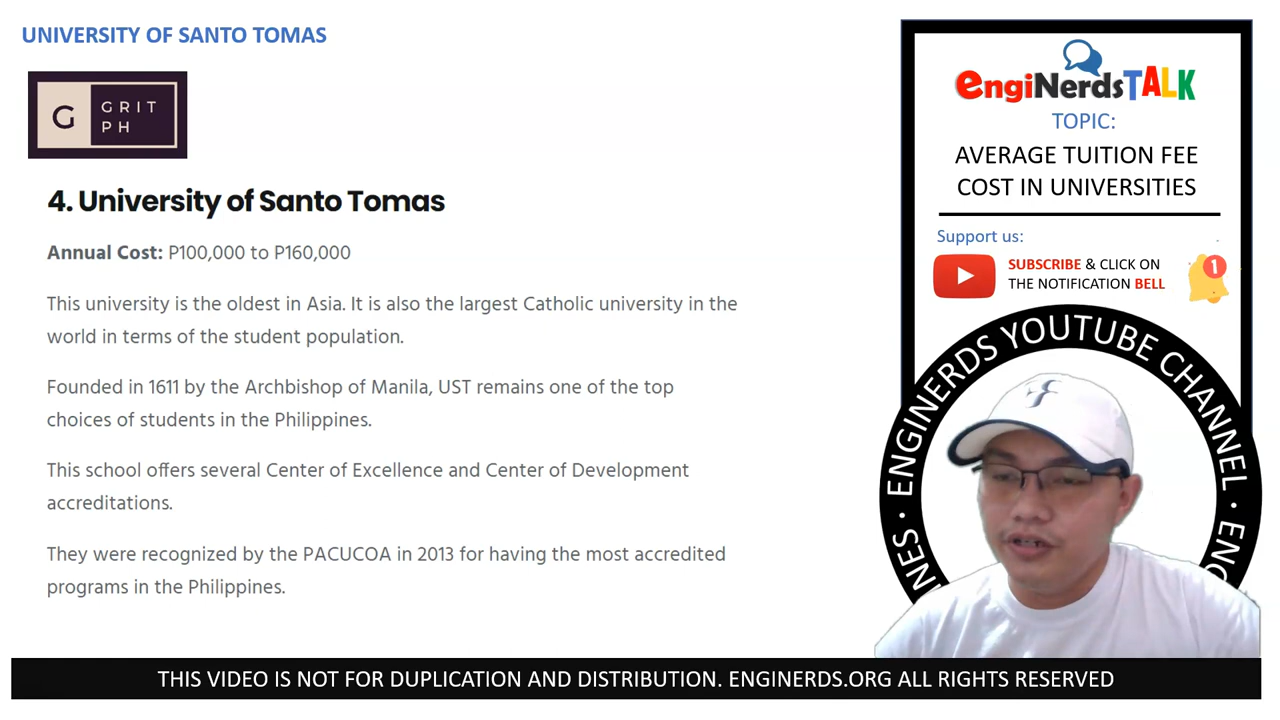 UNIVERSITY OF SANTO TOMAS
G
GRIT
PH
4. University of Santo Tomas
Annual Cost: P100,000 to P160,000
This university is the oldest in Asia. It is also the largest Catholic university in the
world in terms of the student population.
Founded in 1611 by the Archbishop of Manila, UST remains one of the top
choices of students in the Philippines.
This school offers several Center of Excellence and Center of Development
accreditations.
They were recognized by the PACUCOA in 2013 for having the most accredited
programs in the Philippines.
engiNerdsTALK
TOPIC:
AVERAGE TUITION FEE
COST IN UNIVERSITIES
Support us:
SUBSCRIBE & CLICK ON
THE NOTIFICATION BELL
1
NES · ENGINERDS YOUTUBE CHANNEL · ENG
THIS VIDEO IS NOT FOR DUPLICATION AND DISTRIBUTION. ENGINERDS.ORG ALL RIGHTS RESERVED